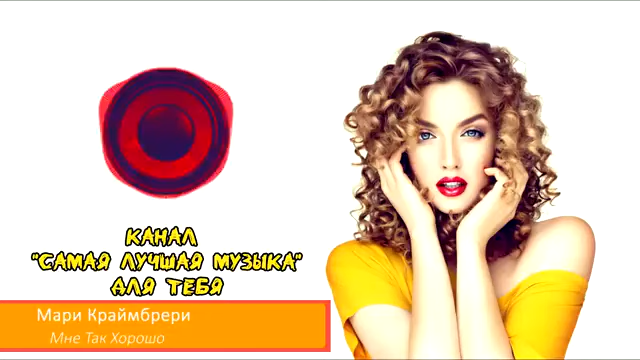 КАНАЛ
"САМАЯ ЛУЧШАЯ МУЗЫКА"
ДЛЯ ТЕБЯ
Мари Краймбрери
Мне Так Хорошо